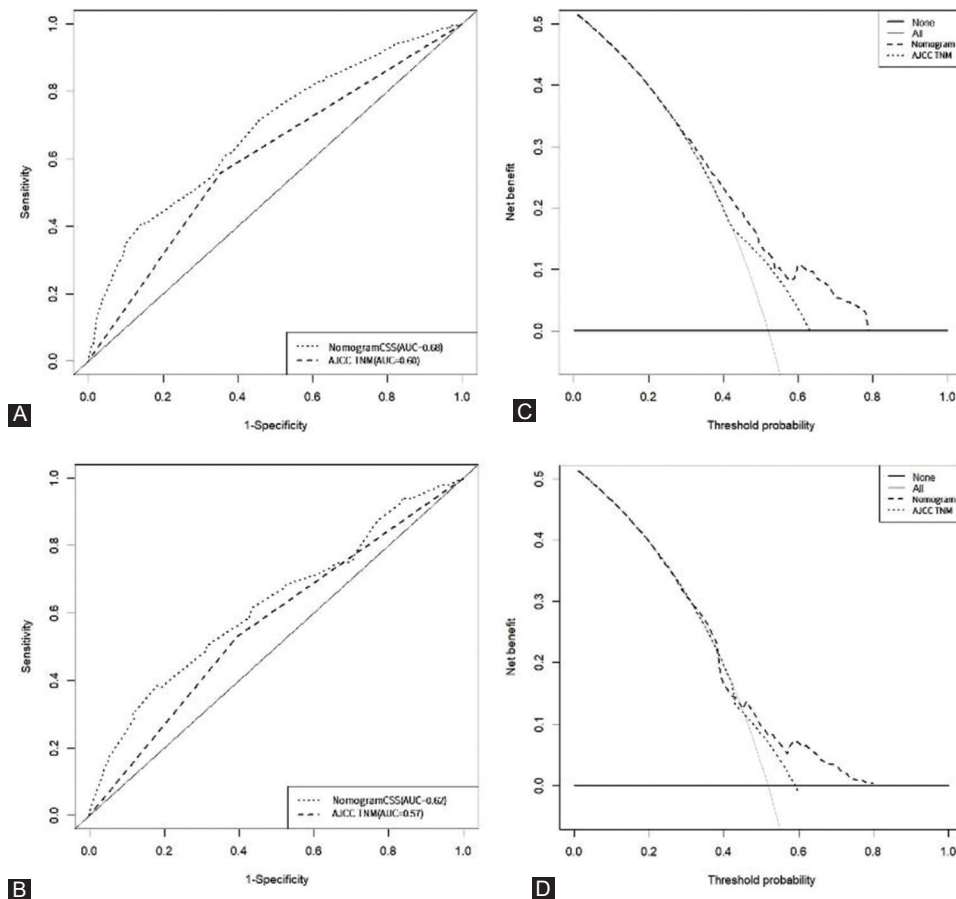 1.0
0.8
0.6
0.4
0.2
0.0
Sensitivity
NomogramCSS(AUC=0.68)
AJCC TNM(AUC=0.60)
0.0 0.2 0.4 0.6 0.8 1.0
1-Specificity
A
0.5
0.4
0.3
0.2
0.1
0.0
Net benefit
None
All
Nomogram
AJCC TNM
0.0 0.2 0.4 0.6 0.8 1.0
Threshold probability
C
1.0
0.8
0.6
0.4
0.2
0.0
Sensitivity
NomogramCSS(AUC=0.62)
AJCC TNM(AUC=0.57)
0.0 0.2 0.4 0.6 0.8 1.0
1-Specificity
B
0.5
0.4
0.3
0.2
0.1
0.0
Net benefit
None
All
Nomogram
AJCC TNM
0.0 0.2 0.4 0.6 0.8 1.0
Threshold probability
D